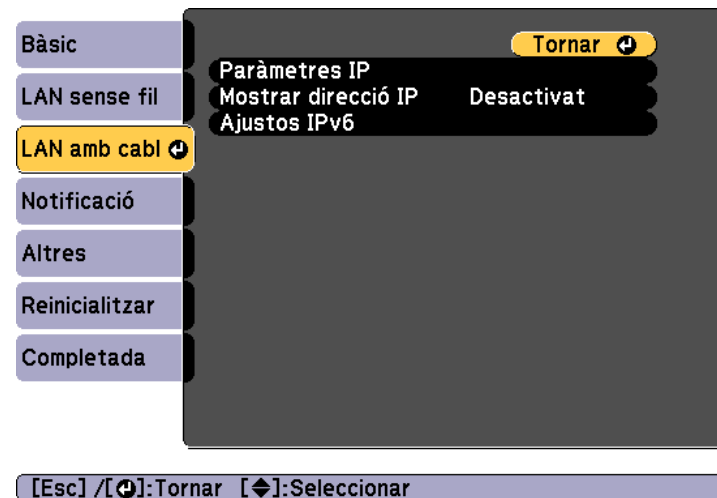 Bàsic
LAN sense fil
LAN amb cabl
Notificació
Altres
Reinicialitzar
Completada
Tornar
Paràmetres IP
Mostrar direcció IP Desactivat
Ajustos IPv6
[Esc] /[]:Tornar []:Seleccionar